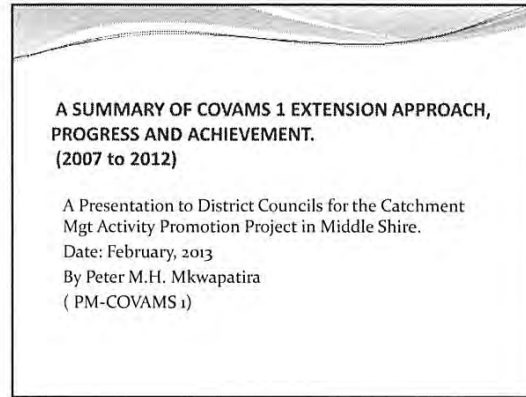 A SUMMARY OF COVAMS 1 EXTENSION APPROACH,
PROGRESS AND ACHIEVEMENT.
(2007 to 2012)
A Presentation to District Councils for the Catchment
Mgt Activity Promotion Project in Middle Shire.
Date: February, 2013
By Peter M.H. Mkwapatira
( PM-COVAMS 1)